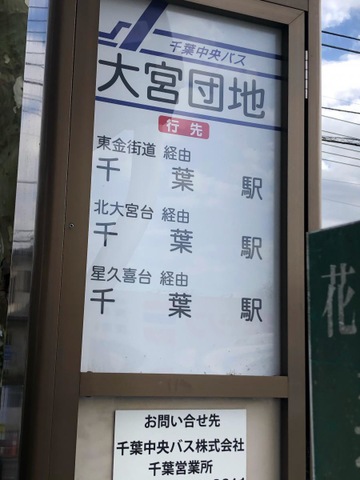 千葉中央バス
大宮団地
行先
東金街道 経由
千葉駅
北大宮台 経由
千葉駅
星久喜台 経由
千葉駅
お問い合せ先
千葉中央バス株式会社
千葉営業所
花